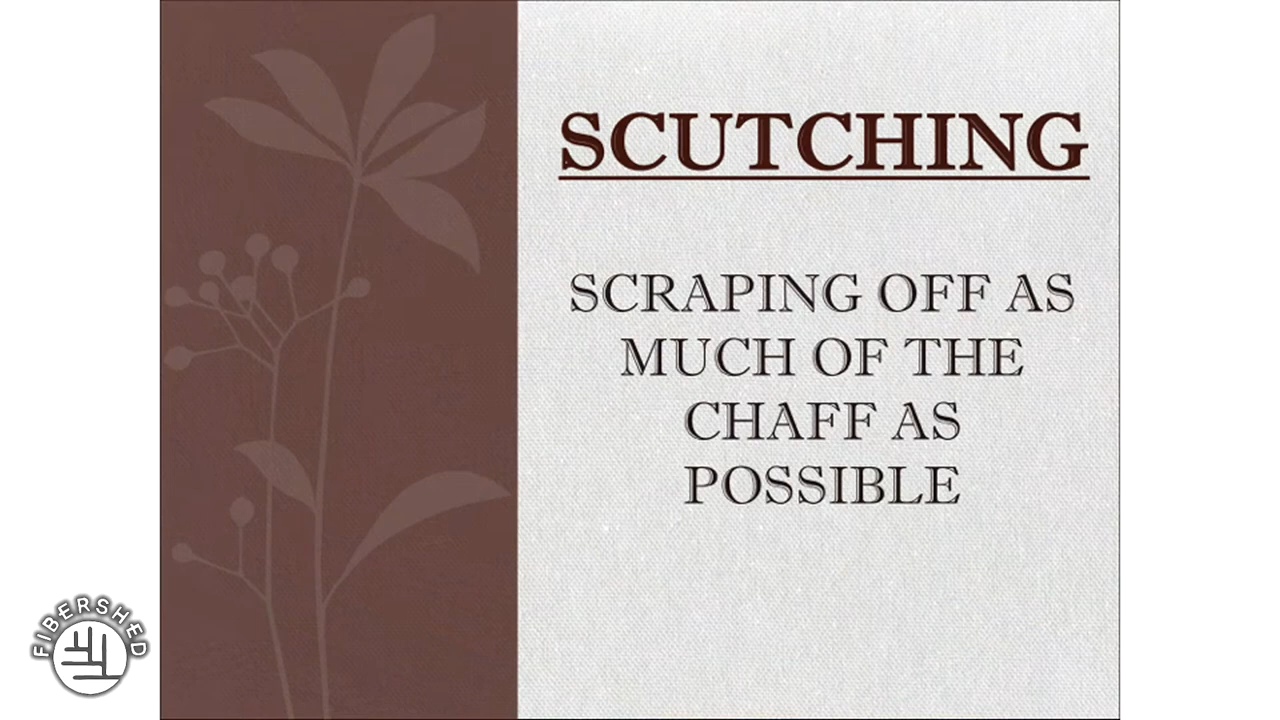 SCUTCHING
SCRAPING OFF AS
MUCH OF THE
CHAFF AS
POSSIBLE
FIBERSHED